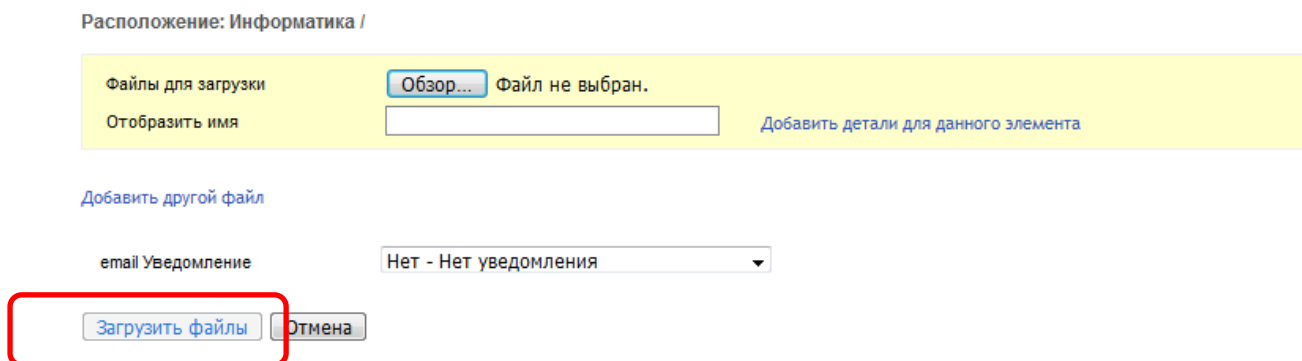 Расположение: Информатика /
Файлы для загрузки Обзор... Файл не выбран.
Отобразить имя Добавить детали для данного элемента
Добавить другой файл
email Уведомление Нет - Нет уведомления
Загрузить файлы Отмена